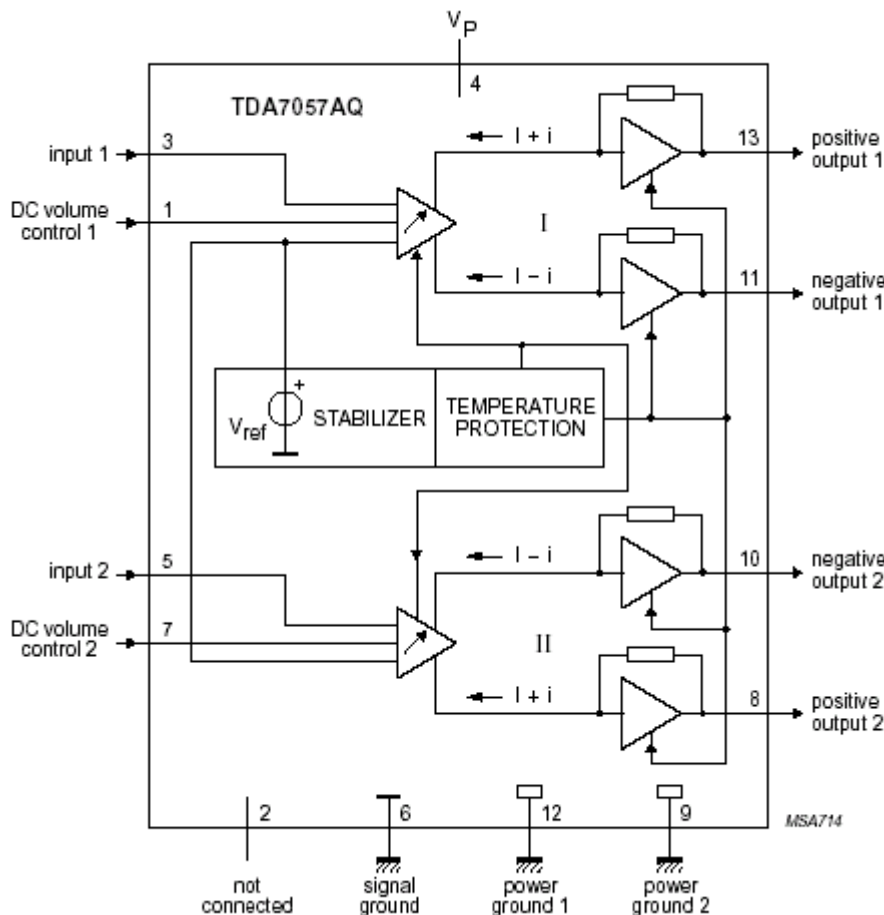 V P
4
TDA7057AQ
input 1
3
I + i
13
positive
output 1
DC volume
control 1
1
I
I – i
11
negative
output 1
+
Vref
STABILIZER
TEMPERATURE
PROTECTION
input 2
5
I – i
10
negative
output 2
DC volume
control 2
7
II
I + i
8
positive
output 2
2
6
12
9
MSA714
not
connected
signal
ground
power
ground 1
power
ground 2